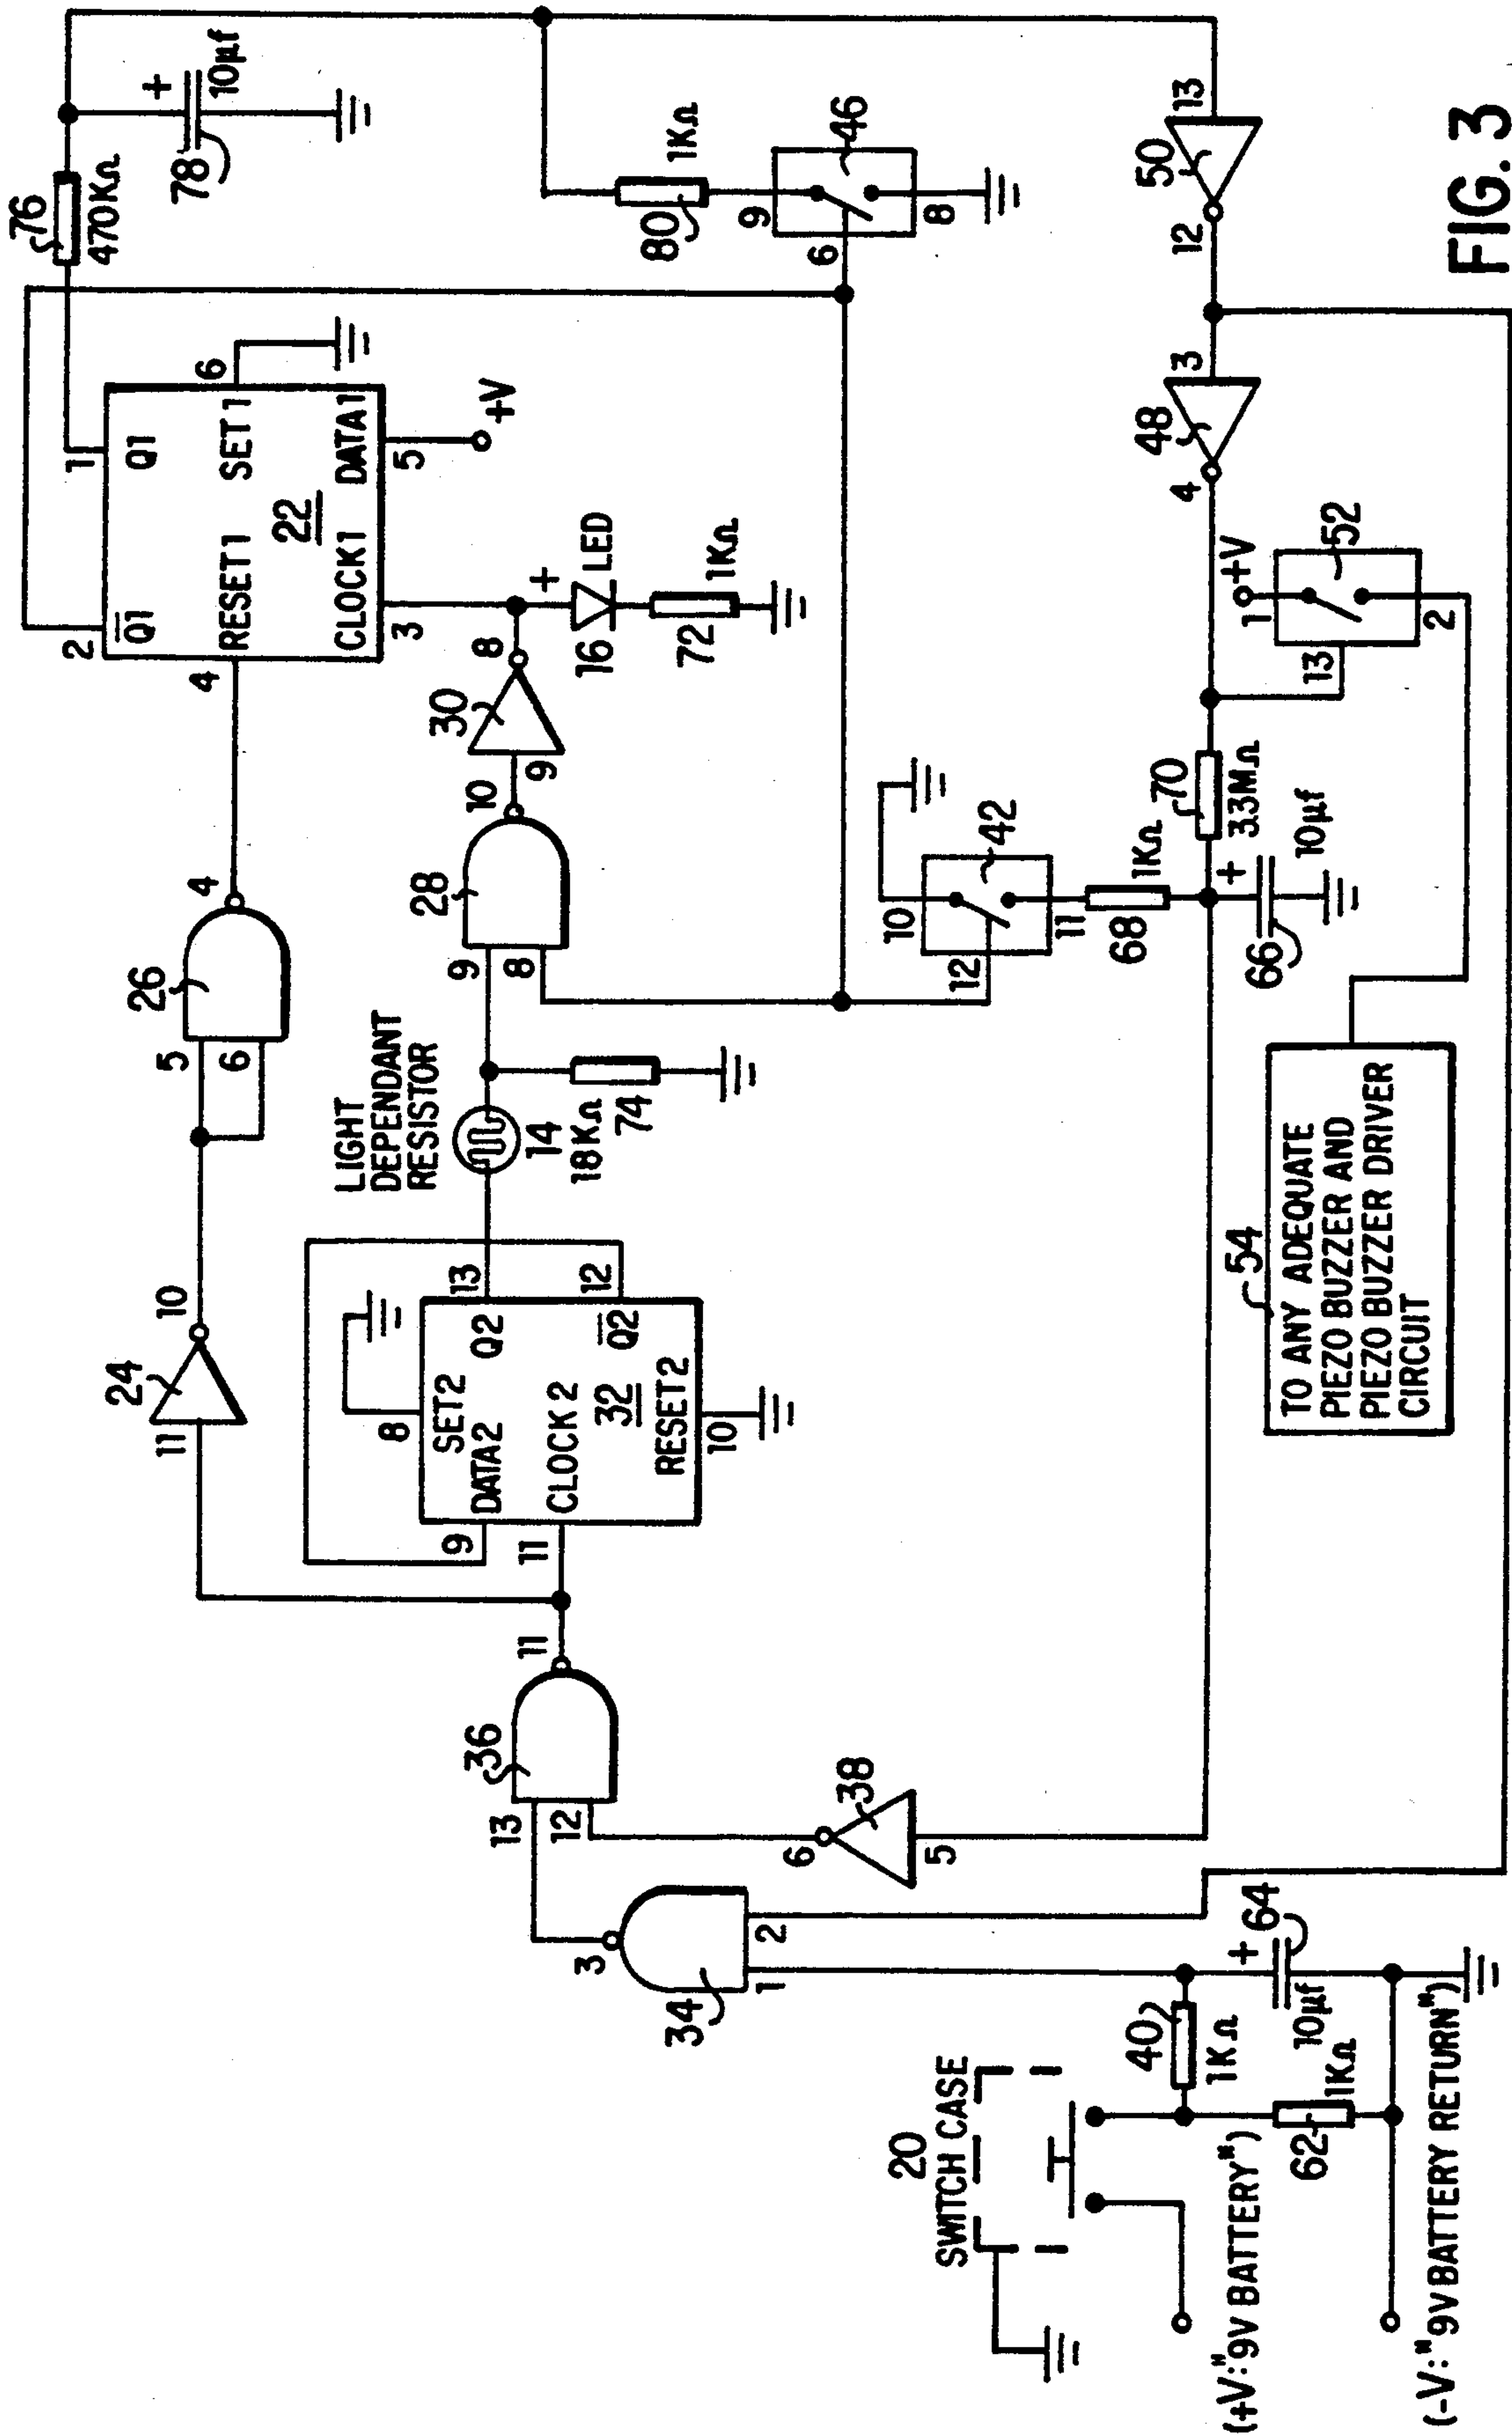 76
470KΩ
+
10µf
78
1
2
Q1
Q̅1̅
RESET1 SET1
6
22
CLOCK1 DATA1
4
3
5
+V
1KΩ
80
9
46
6
8
26
4
5
6
24
10
11
LIGHT
DEPENDANT
RESISTOR
14
18KΩ
74
28
9
8
10
30
9
8
+
LED
16
72
1KΩ
13
50
12
3
48
4
8
SET2
DATA2
Q2
13
12
Q̅2̅
CLOCK 2
32
RESET2
10
9
11
36
11
13
12
38
6
5
10
42
12
11
68
1KΩ
70
3.3MΩ
+
10µf
66
+V
1
52
13
2
54
TO ANY ADEQUATE
PIEZO BUZZER AND
PIEZO BUZZER DRIVER
CIRCUIT
3
34
1
2
20
SWITCH CASE
40
1KΩ
+
64
10µf
62
1KΩ
(+V:"9V BATTERY")
(-V:"9V BATTERY RETURN")
FIG. 3